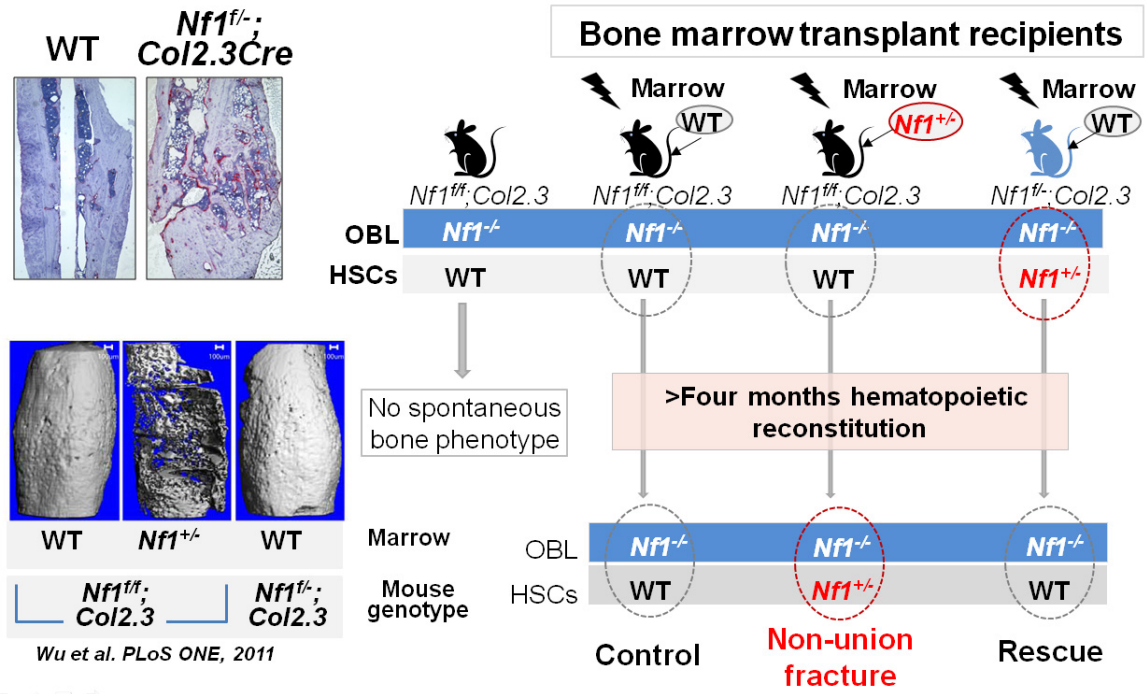 WT
Nf1f/-;
Col2.3Cre
Bone marrow transplant recipients
Marrow
WT
Marrow
Nf1+/-
Marrow
WT
Nf1f/f;Col2.3
Nf1f/f;Col2.3
Nf1f/f;Col2.3
Nf1f/-;Col2.3
OBL Nf1-/- Nf1-/- Nf1-/- Nf1-/-
HSCs WT WT WT Nf1+/-
No spontaneous
bone phenotype
>Four months hematopoietic
reconstitution
100um
100um
100um
WT Nf1+/- WT
Marrow
Nf1f/f;
Col2.3
Nf1f/-;
Col2.3
Mouse
genotype
OBL Nf1-/- Nf1-/- Nf1-/-
HSCs WT Nf1+/- WT
Control
Non-union
fracture
Rescue
Wu et al. PLoS ONE, 2011